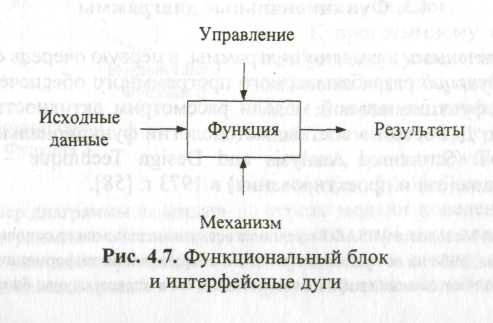 Управление
Исходные
данные
Функция
Результаты
Механизм
Рис. 4.7. Функциональный блок
и интерфейсные дуги